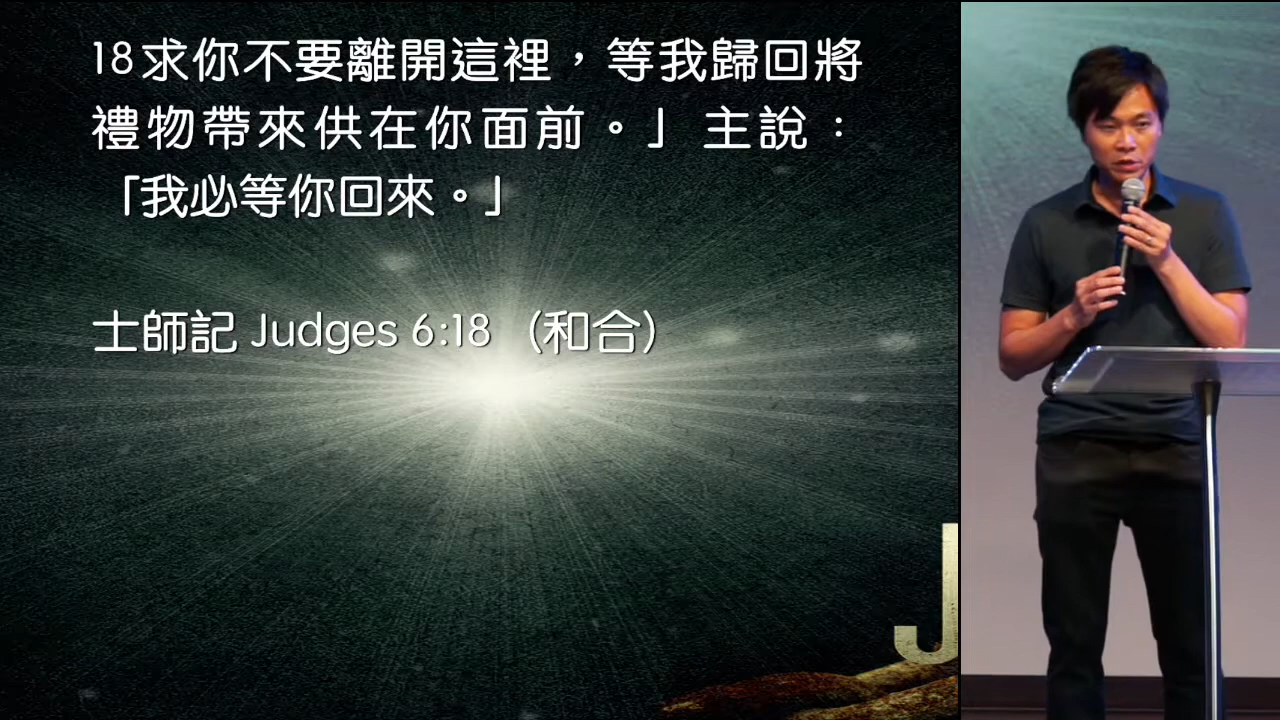 18求你不要離開這裡，等我歸回將
禮物帶來供在你面前。」主說：
「我必等你回來。」
士師記 Judges 6:18 （和合）
J